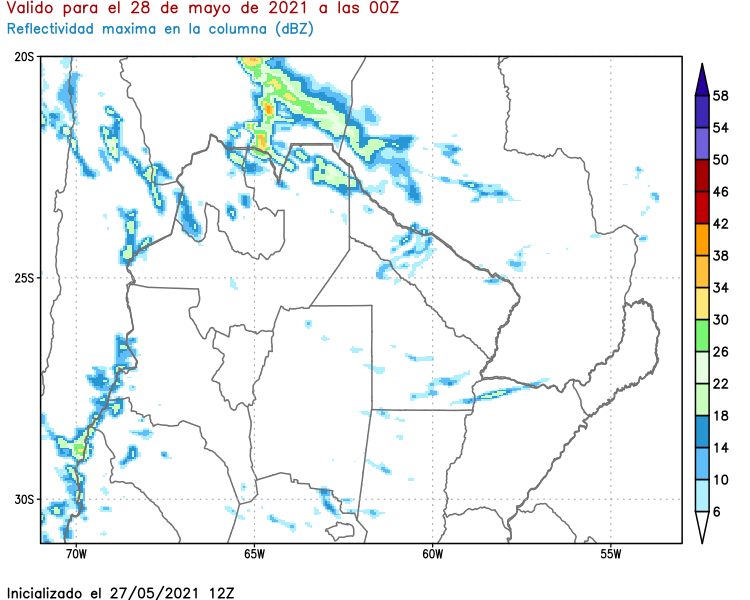 Valido para el 28 de mayo de 2021 a las 00Z
Reflectividad maxima en la columna (dBZ)
20S
25S
30S
70W
65W
60W
55W
58
54
50
46
42
38
34
30
26
22
18
14
10
6
Inicializado el 27/05/2021 12Z